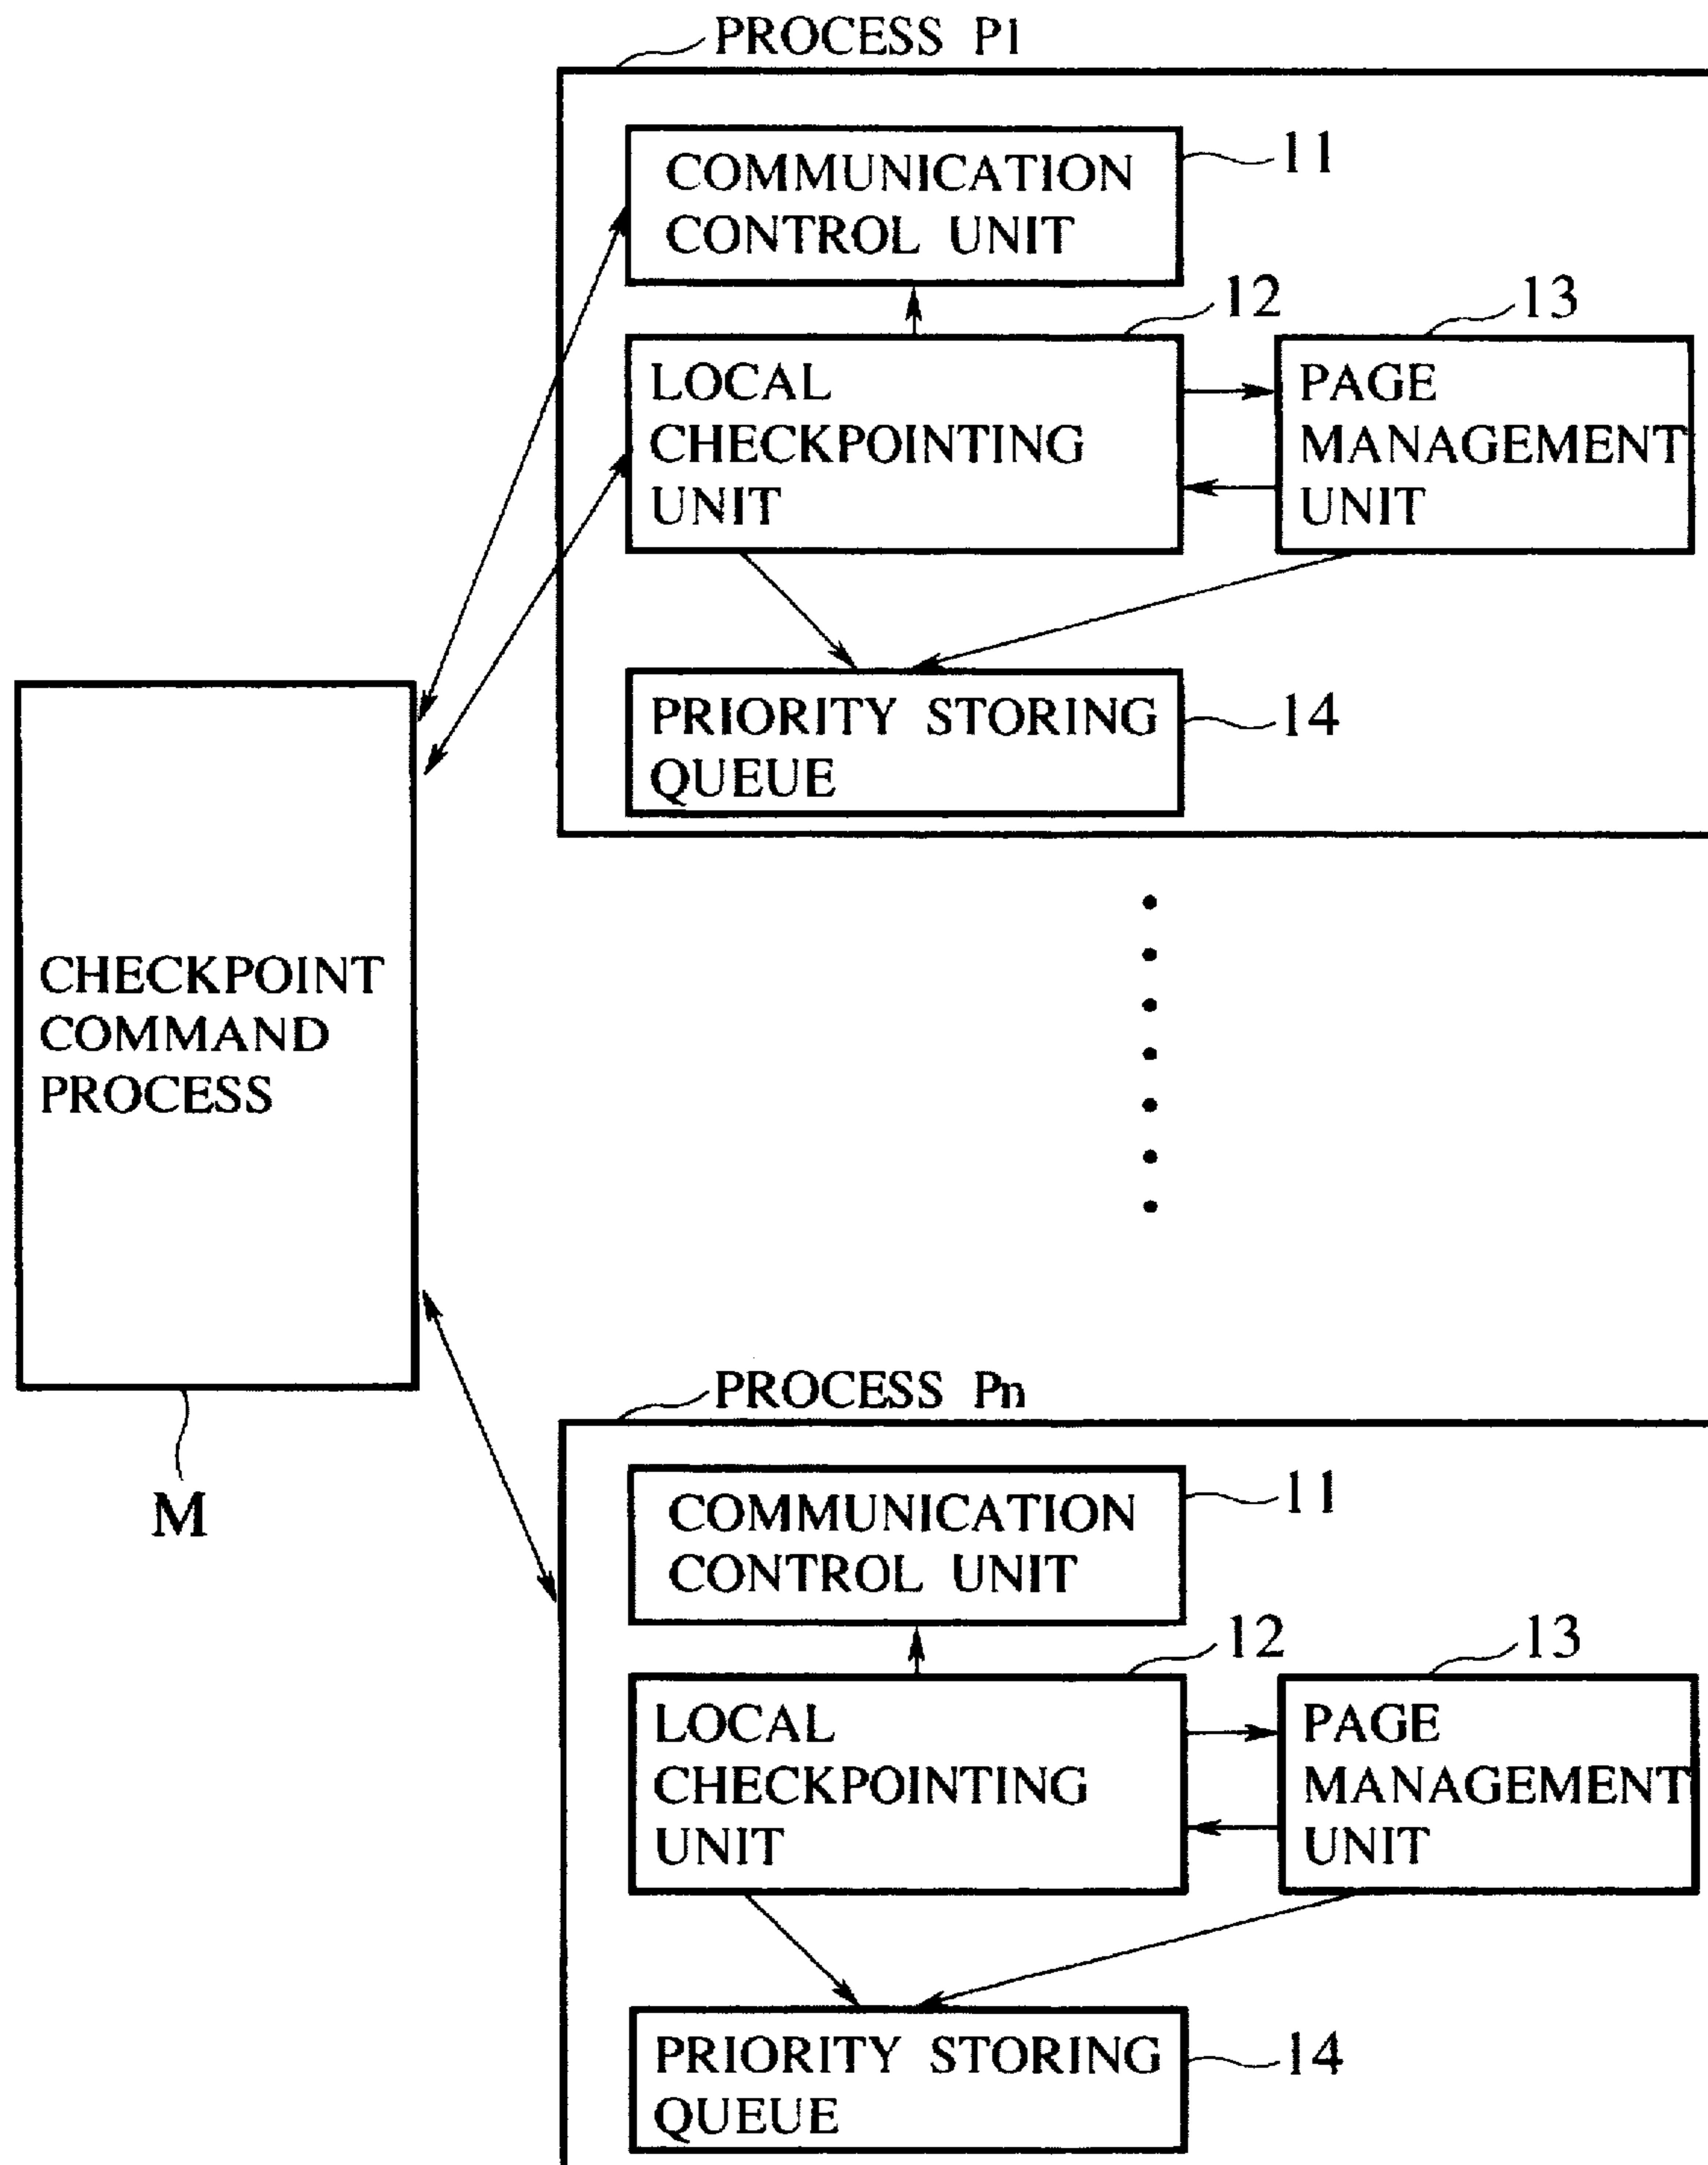 PROCESS P1
COMMUNICATION
CONTROL UNIT
11
12
13
LOCAL
CHECKPOINTING
UNIT
PAGE
MANAGEMENT
UNIT
PRIORITY STORING
QUEUE
14
CHECKPOINT
COMMAND
PROCESS
M
PROCESS Pn
COMMUNICATION
CONTROL UNIT
11
12
13
LOCAL
CHECKPOINTING
UNIT
PAGE
MANAGEMENT
UNIT
PRIORITY STORING
QUEUE
14